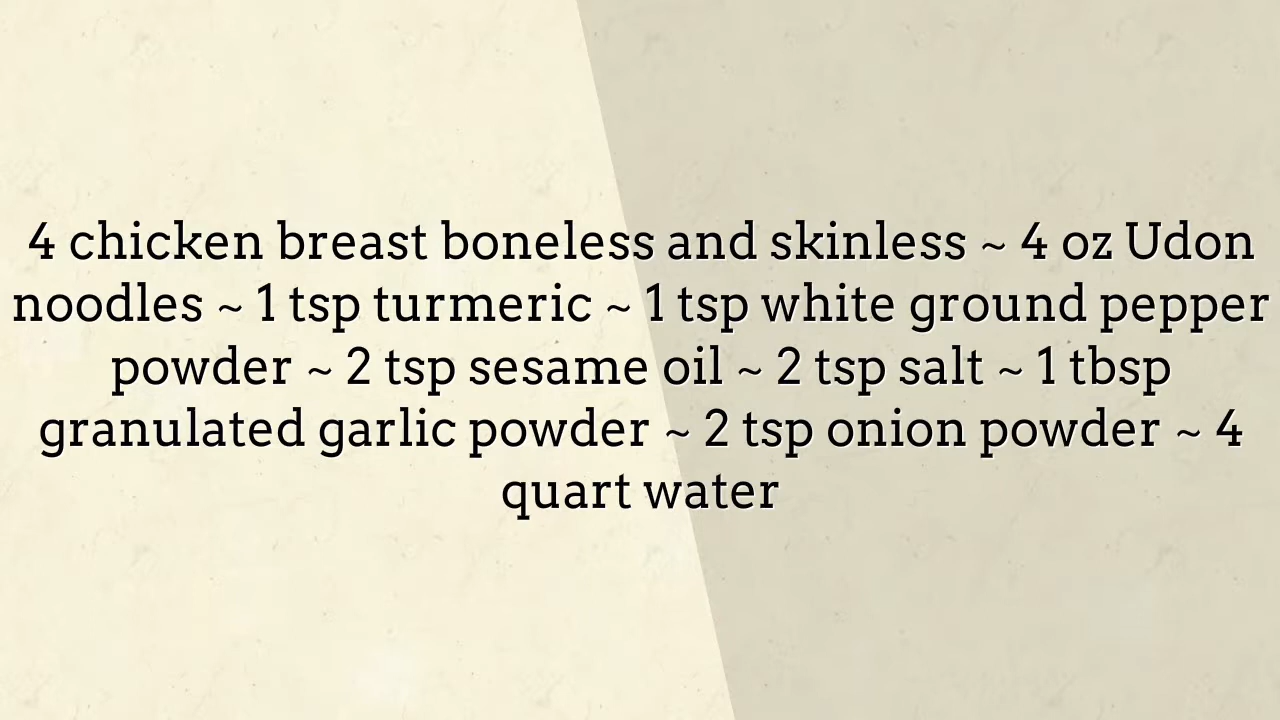 4 chicken breast boneless and skinless ~ 4 oz Udon
noodles ~ 1 tsp turmeric ~ 1 tsp white ground pepper
powder ~ 2 tsp sesame oil ~ 2 tsp salt ~ 1 tbsp
granulated garlic powder ~ 2 tsp onion powder ~ 4
quart water